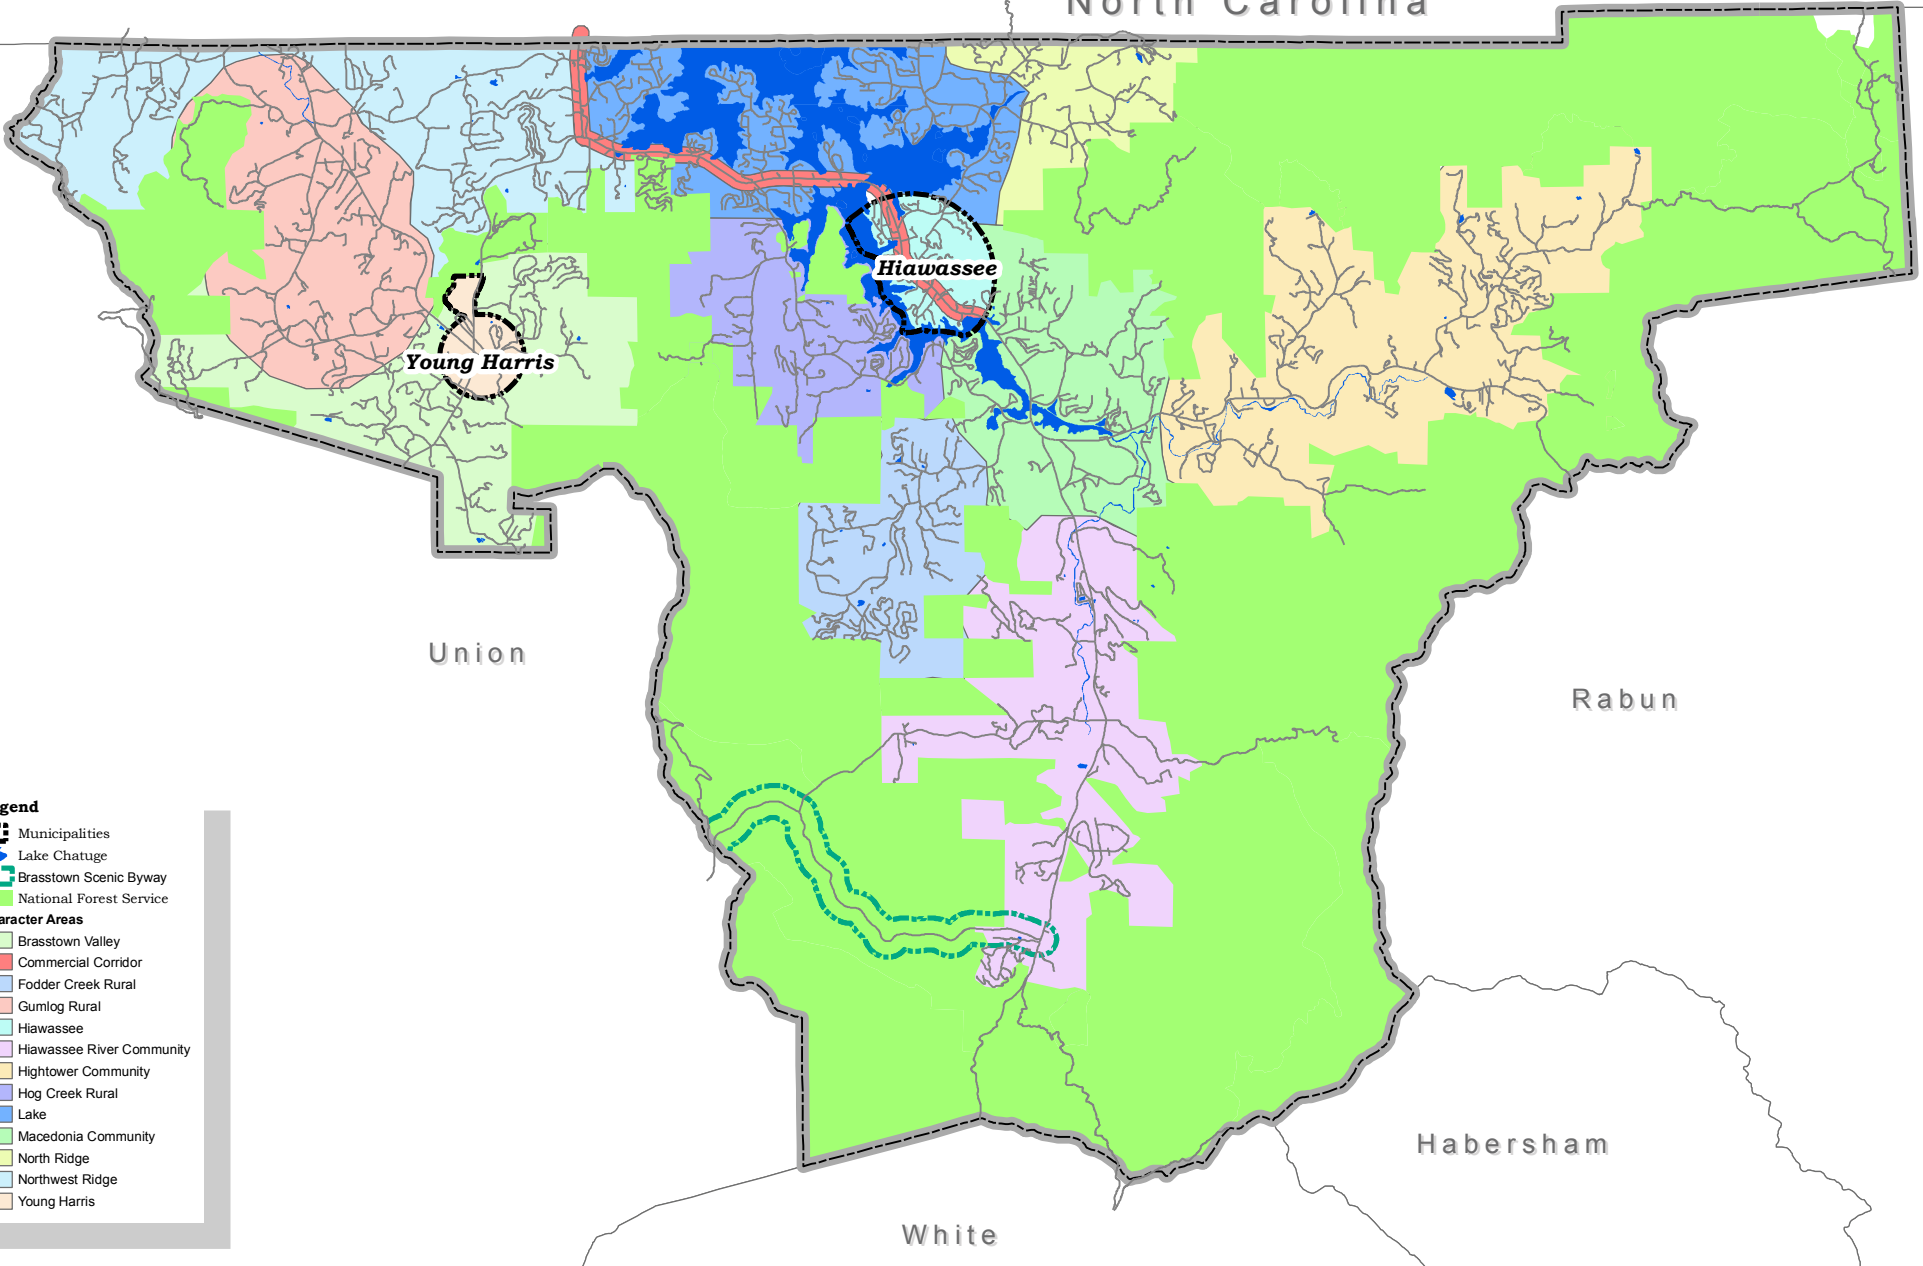 North Carolina
Hiawassee
Young Harris
Union
Rabun
Habersham
White
gend
Municipalities
Lake Chatuge
Brasstown Scenic Byway
National Forest Service
aracter Areas
Brasstown Valley
Commercial Corridor
Fodder Creek Rural
Gumlog Rural
Hiawassee
Hiawassee River Community
Hightower Community
Hog Creek Rural
Lake
Macedonia Community
North Ridge
Northwest Ridge
Young Harris